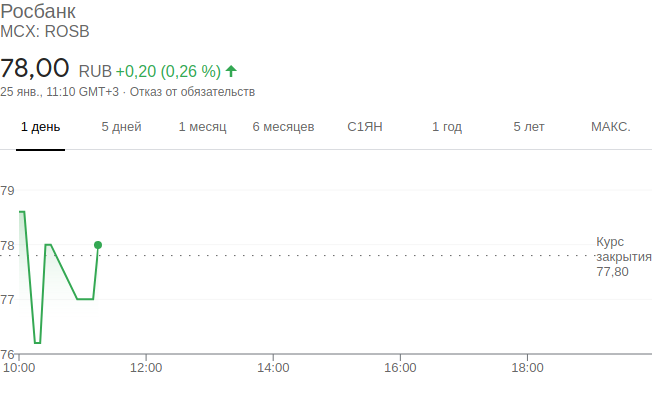 Росбанк
MCX: ROSB
78,00 RUB +0,20 (0,26 %)
25 янв., 11:10 GMT+3 · Отказ от обязательств
1 день 5 дней 1 месяц 6 месяцев С1ЯН 1 год 5 лет МАКС.
79
78
77
76
Курс
закрытия
77,80
10:00 12:00 14:00 16:00 18:00